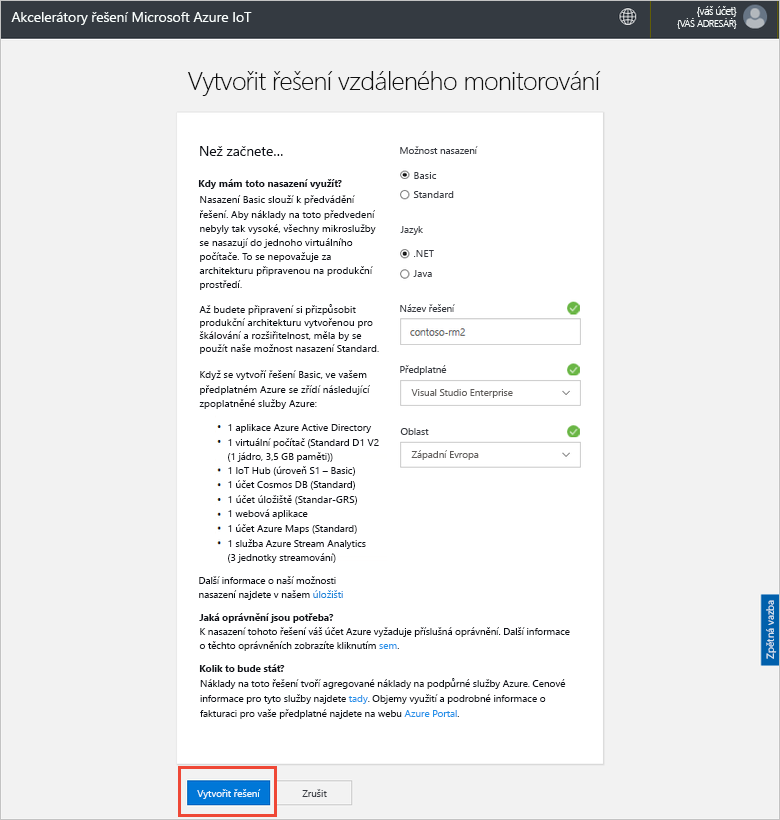 Akcelerátory řešení Microsoft Azure IoT
{váš účet}
{VÁŠ ADRESÁŘ}
Vytvořit řešení vzdáleného monitorování
Než začnete...
Kdy mám toto nasazení využít?
Nasazení Basic slouží k předvádění
řešení. Aby náklady na toto předvedení
nebyly tak vysoké, všechny mikroslužby
se nasazují do jednoho virtuálního
počítače. To se nepovažuje za
architekturu připravenou na produkční
prostředí.
Až budete připravení si přizpůsobit
produkční architekturu vytvořenou pro
škálování a rozšiřitelnost, měla by se
použít naše možnost nasazení Standard.
Když se vytvoří řešení Basic, ve vašem
předplatném Azure se zřídí následující
zpoplatněné služby Azure:
• 1 aplikace Azure Active Directory
• 1 virtuální počítač (Standard D1 V2
(1 jádro, 3,5 GB paměti))
• 1 IoT Hub (úroveň S1 – Basic)
• 1 účet Cosmos DB (Standard)
• 1 účet úložiště (Standar-GRS)
• 1 webová aplikace
• 1 účet Azure Maps (Standard)
• 1 služba Azure Stream Analytics
(3 jednotky streamování)
Další informace o naší možnosti
nasazení najdete v našem úložišti
Možnost nasazení
Basic
Standard
Jazyk
.NET
Java
Název řešení
contoso-rm2
Předplatné
Visual Studio Enterprise
Oblast
Západní Evropa
Jaká oprávnění jsou potřeba?
K nasazení tohoto řešení váš účet Azure vyžaduje příslušná oprávnění. Další informace
o těchto oprávněních zobrazíte kliknutím sem.
Kolik to bude stát?
Náklady na toto řešení tvoří agregované náklady na podpůrné služby Azure. Cenové
informace pro tyto služby najdete tady. Objemy využití a podrobné informace o
fakturaci pro vaše předplatné najdete na webu Azure Portal.
Zpětná vazba
Vytvořit řešení
Zrušit